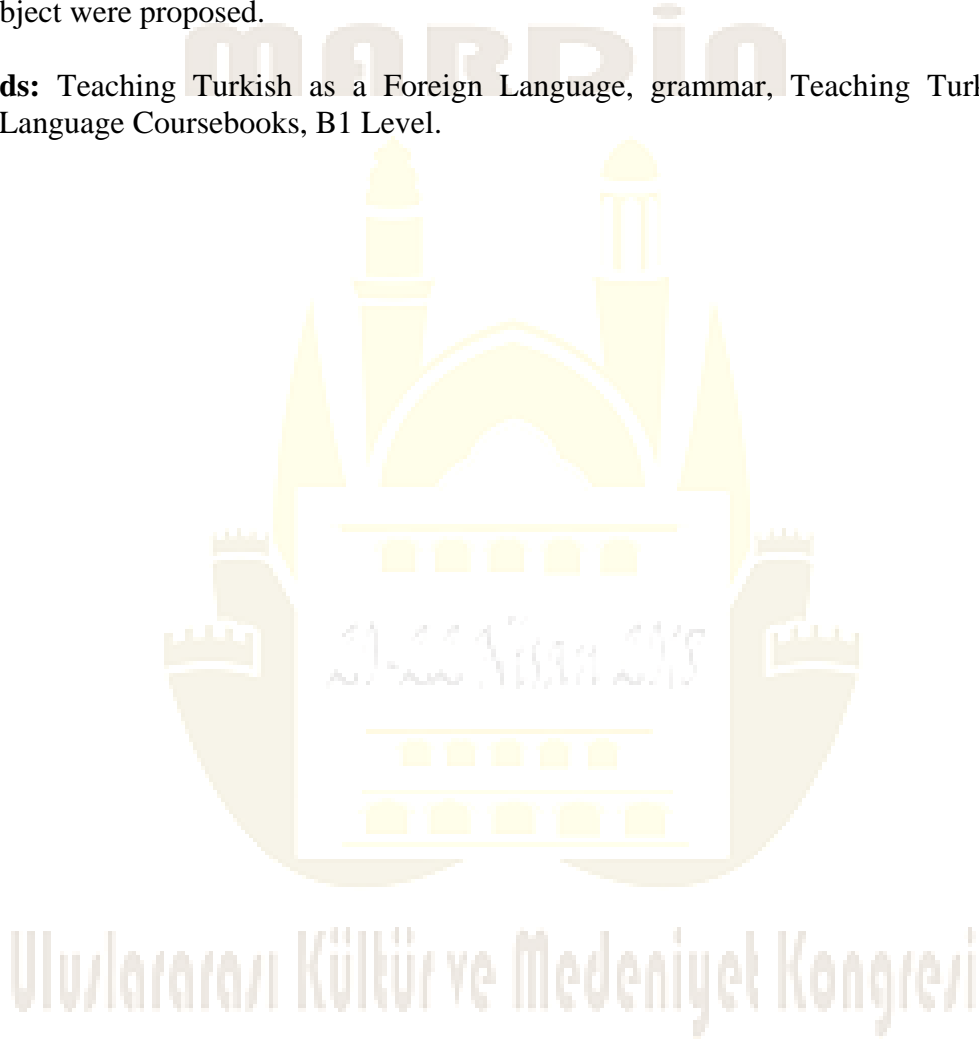 bject were proposed.
MARDİN
ds: Teaching Turkish as a Foreign Language, grammar, Teaching Turk
Language Coursebooks, B1 Level.
Nisan
Uluslararası Kültür ve Medeniyet Kongresi